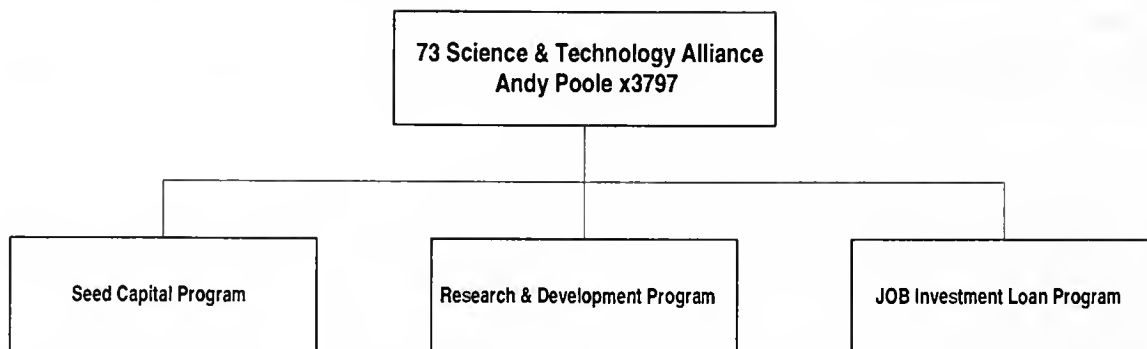 73 Science & Technology Alliance
Andy Poole x3797
Seed Capital Program
Research & Development Program
JOB Investment Loan Program